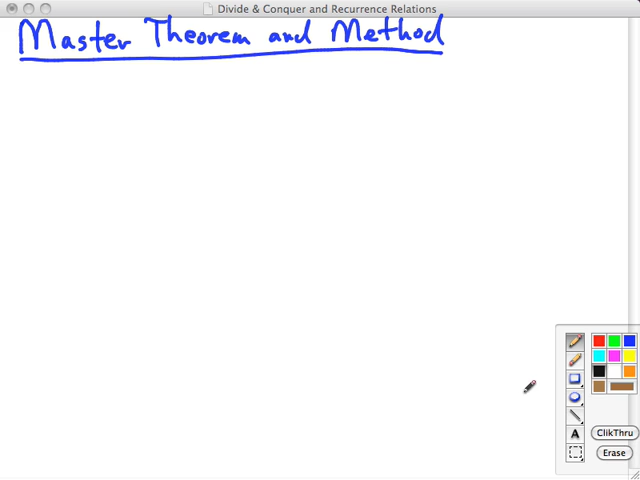 Divide & Conquer and Recurrence Relations
Master Theorem and Method
A
ClikThru
Erase